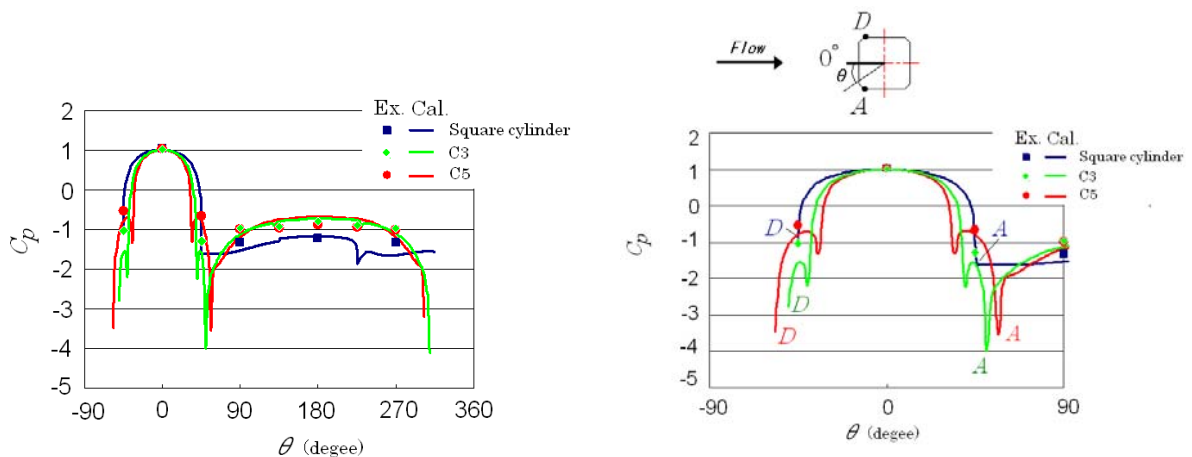 Ex. Cal.
Square cylinder
C3
C5
2
1
0
-1
-2
-3
-4
-5
Cp
-90 0 90 180 270 360
θ (degee)
Flow
D
0°
θ
A
Ex. Cal.
Square cylinder
C3
C5
2
1
0
-1
-2
-3
-4
-5
Cp
D
A
D
D
A
A
-90 0 90
θ (degee)